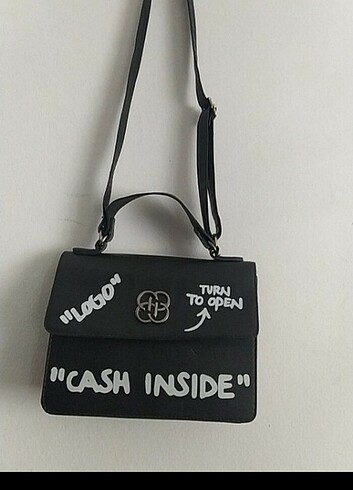 "LOGO"
TURN
TO OPEN
"CASH INSIDE"